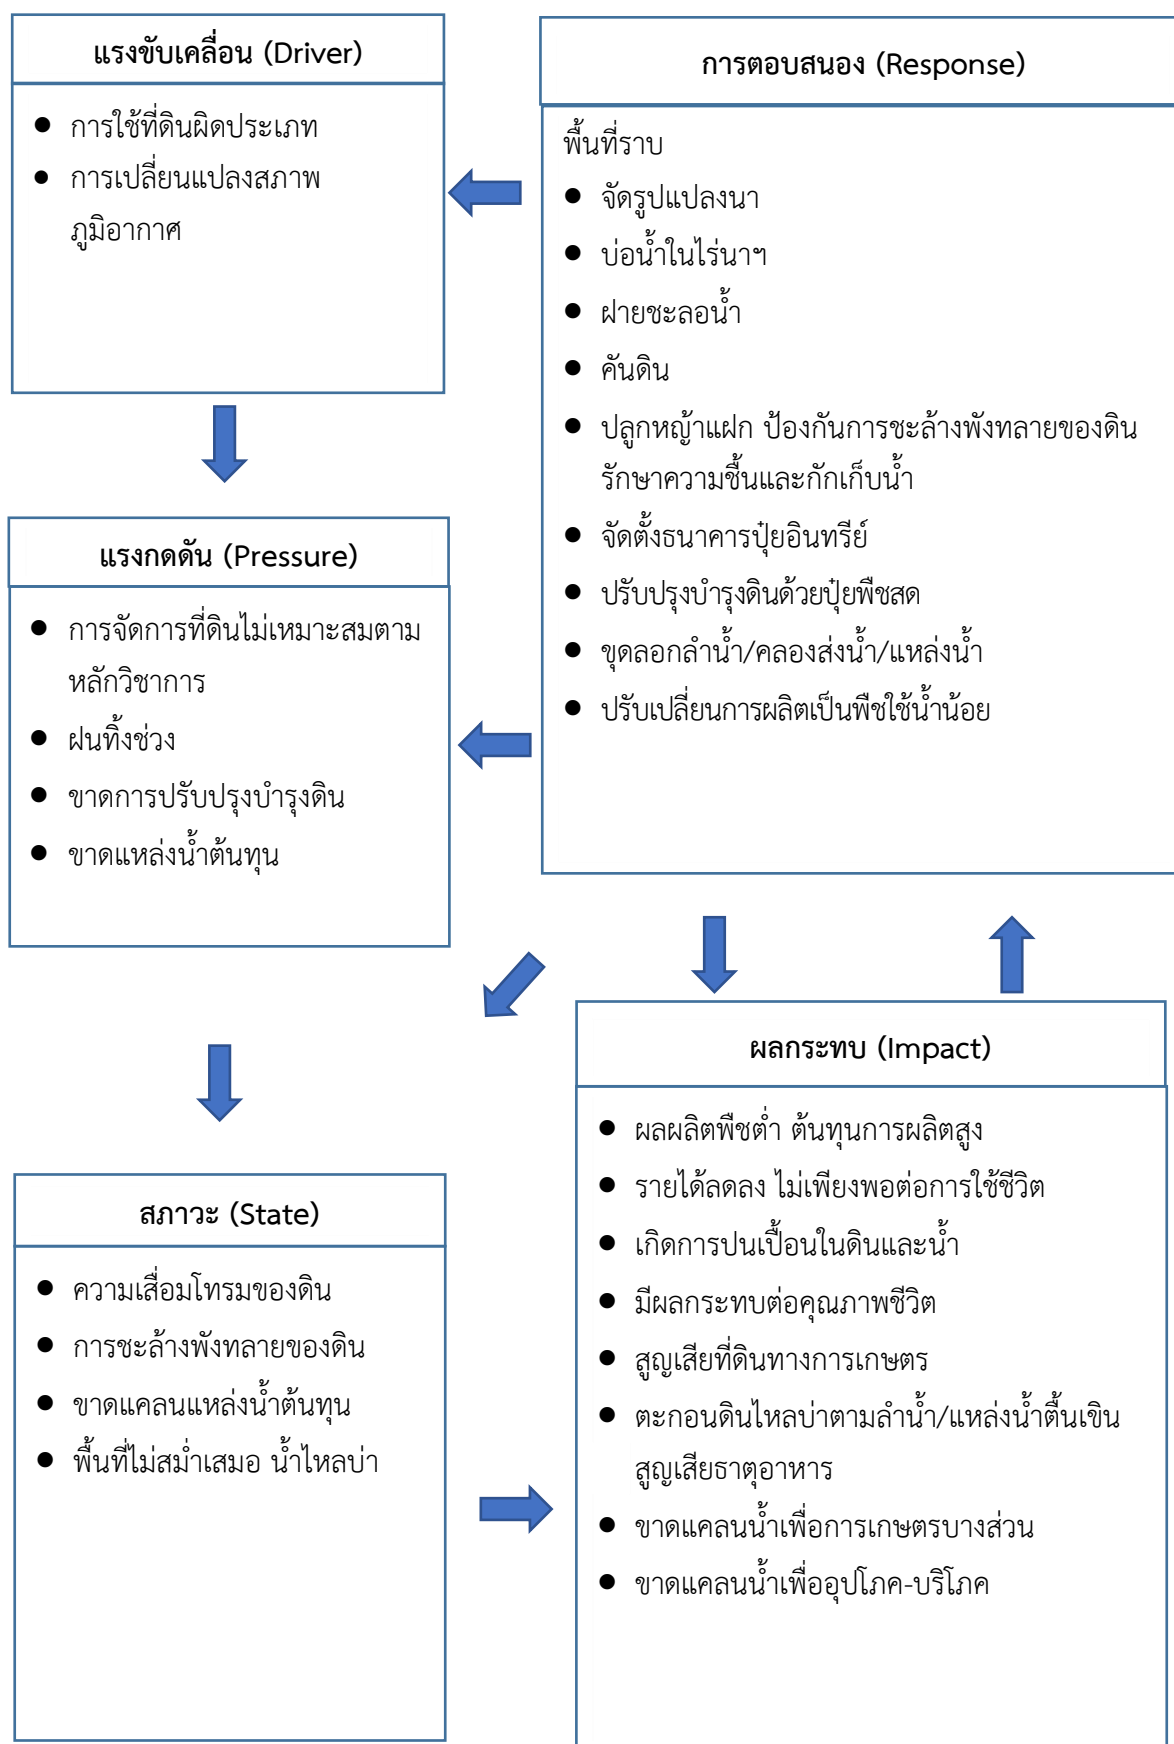 แรงขับเคลื่อน (Driver)
● การใช้ที่ดินผิดประเภท
● การเปลี่ยนแปลงสภาพ
ภูมิอากาศ
การตอบสนอง (Response)
พื้นที่ราบ
● จัดรูปแปลงนา
● บ่อน้ำในไร่นาฯ
● ฝายชะลอน้ำ
● คันดิน
● ปลูกหญ้าแฝก ป้องกันการชะล้างพังทลายของดิน
รักษาความชื้นและกักเก็บน้ำ
● จัดตั้งธนาคารปุ๋ยอินทรีย์
● ปรับปรุงบำรุงดินด้วยปุ๋ยพืชสด
● ขุดลอกลำน้ำ/คลองส่งน้ำ/แหล่งน้ำ
● ปรับเปลี่ยนการผลิตเป็นพืชใช้น้ำน้อย
แรงกดดัน (Pressure)
● การจัดการที่ดินไม่เหมาะสมตาม
หลักวิชาการ
● ฝนทิ้งช่วง
● ขาดการปรับปรุงบำรุงดิน
● ขาดแหล่งน้ำต้นทุน
สภาวะ (State)
● ความเสื่อมโทรมของดิน
● การชะล้างพังทลายของดิน
● ขาดแคลนแหล่งน้ำต้นทุน
● พื้นที่ไม่สม่ำเสมอ น้ำไหลบ่า
ผลกระทบ (Impact)
● ผลผลิตพืชต่ำ ต้นทุนการผลิตสูง
● รายได้ลดลง ไม่เพียงพอต่อการใช้ชีวิต
● เกิดการปนเปื้อนในดินและน้ำ
● มีผลกระทบต่อคุณภาพชีวิต
● สูญเสียที่ดินทางการเกษตร
● ตะกอนดินไหลบ่าตามลำน้ำ/แหล่งน้ำตื้นเขิน
สูญเสียธาตุอาหาร
● ขาดแคลนน้ำเพื่อการเกษตรบางส่วน
● ขาดแคลนน้ำเพื่ออุปโภค-บริโภค